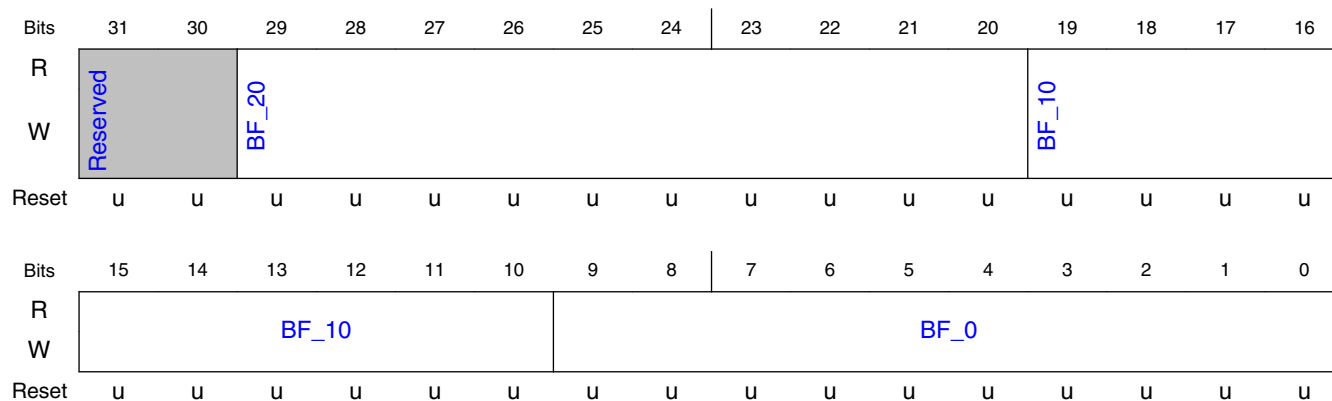 Bits 31 30 29 28 27 26 25 24 23 22 21 20 19 18 17 16
R
W
Reserved
BF_20
BF_10
Reset u u u u u u u u u u u u u u u u
Bits 15 14 13 12 11 10 9 8 7 6 5 4 3 2 1 0
R
BF_10 BF_0
W
Reset u u u u u u u u u u u u u u u u